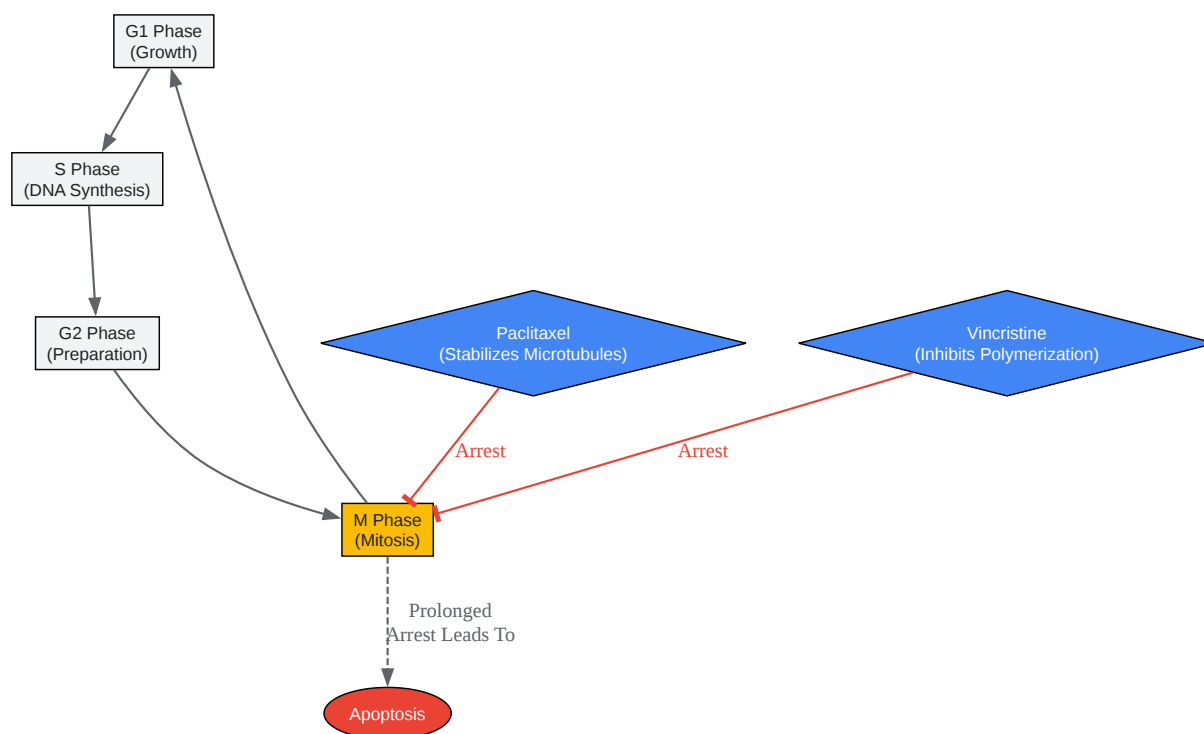 G1 Phase
(Growth)
S Phase
(DNA Synthesis)
G2 Phase
(Preparation)
Paclitaxel
(Stabilizes Microtubules)
Vincristine
(Inhibits Polymerization)
Arrest
Arrest
M Phase
(Mitosis)
Prolonged
Arrest Leads To
Apoptosis